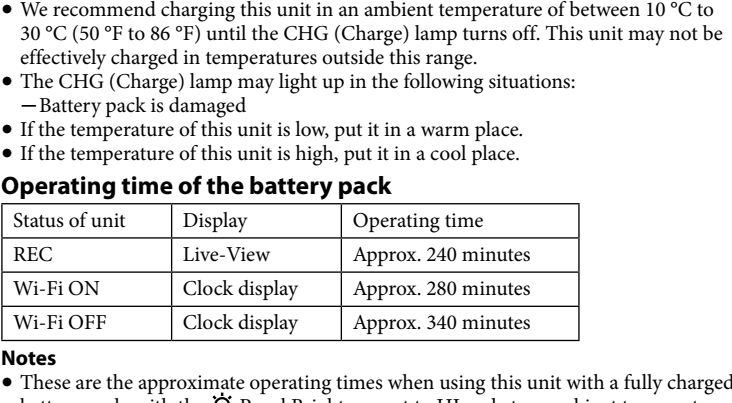 ● We recommend charging this unit in an ambient temperature of between 10 °C to
30 °C (50 °F to 86 °F) until the CHG (Charge) lamp turns off. This unit may not be
effectively charged in temperatures outside this range.
● The CHG (Charge) lamp may light up in the following situations:
—Battery pack is damaged
● If the temperature of this unit is low, put it in a warm place.
● If the temperature of this unit is high, put it in a cool place.
Operating time of the battery pack
Status of unit Display Operating time
REC Live-View Approx. 240 minutes
Wi-Fi ON Clock display Approx. 280 minutes
Wi-Fi OFF Clock display Approx. 340 minutes
Notes
● These are the approximate operating times when using this unit with a fully charged